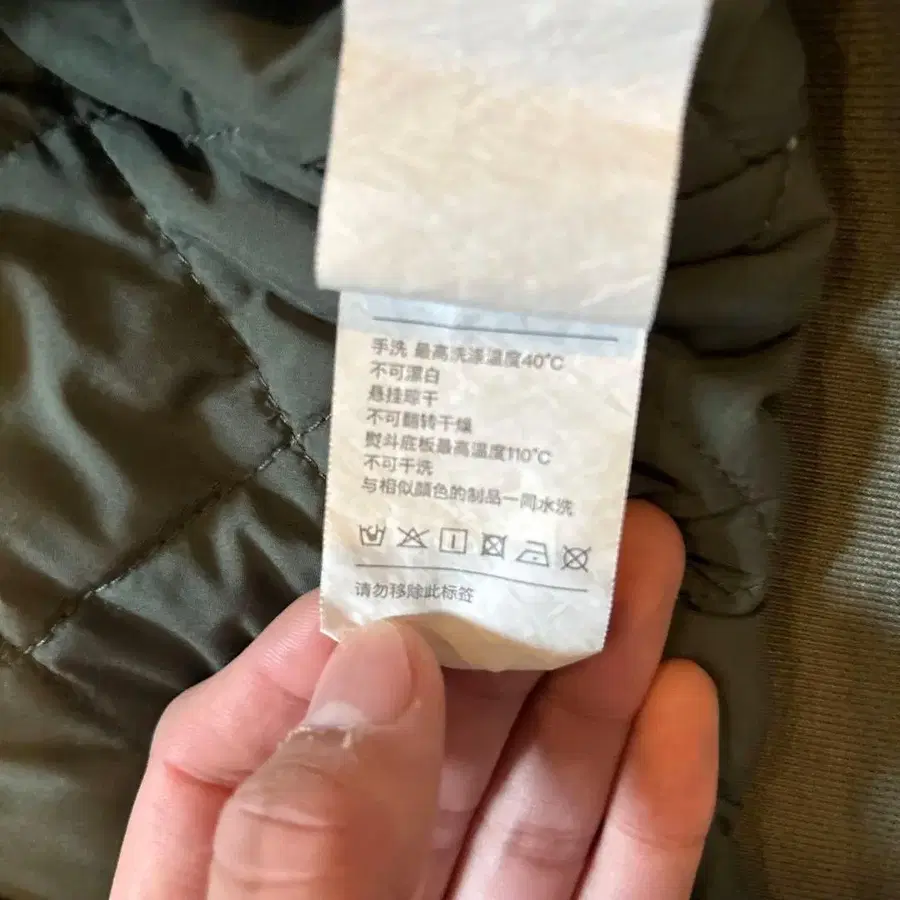 手洗 最高洗涤温度40°C
不可漂白
悬挂晾干
不可翻转干燥
熨斗底板最高温度110°C
不可干洗
与相似颜色的制品一同水洗
请勿移除此标签